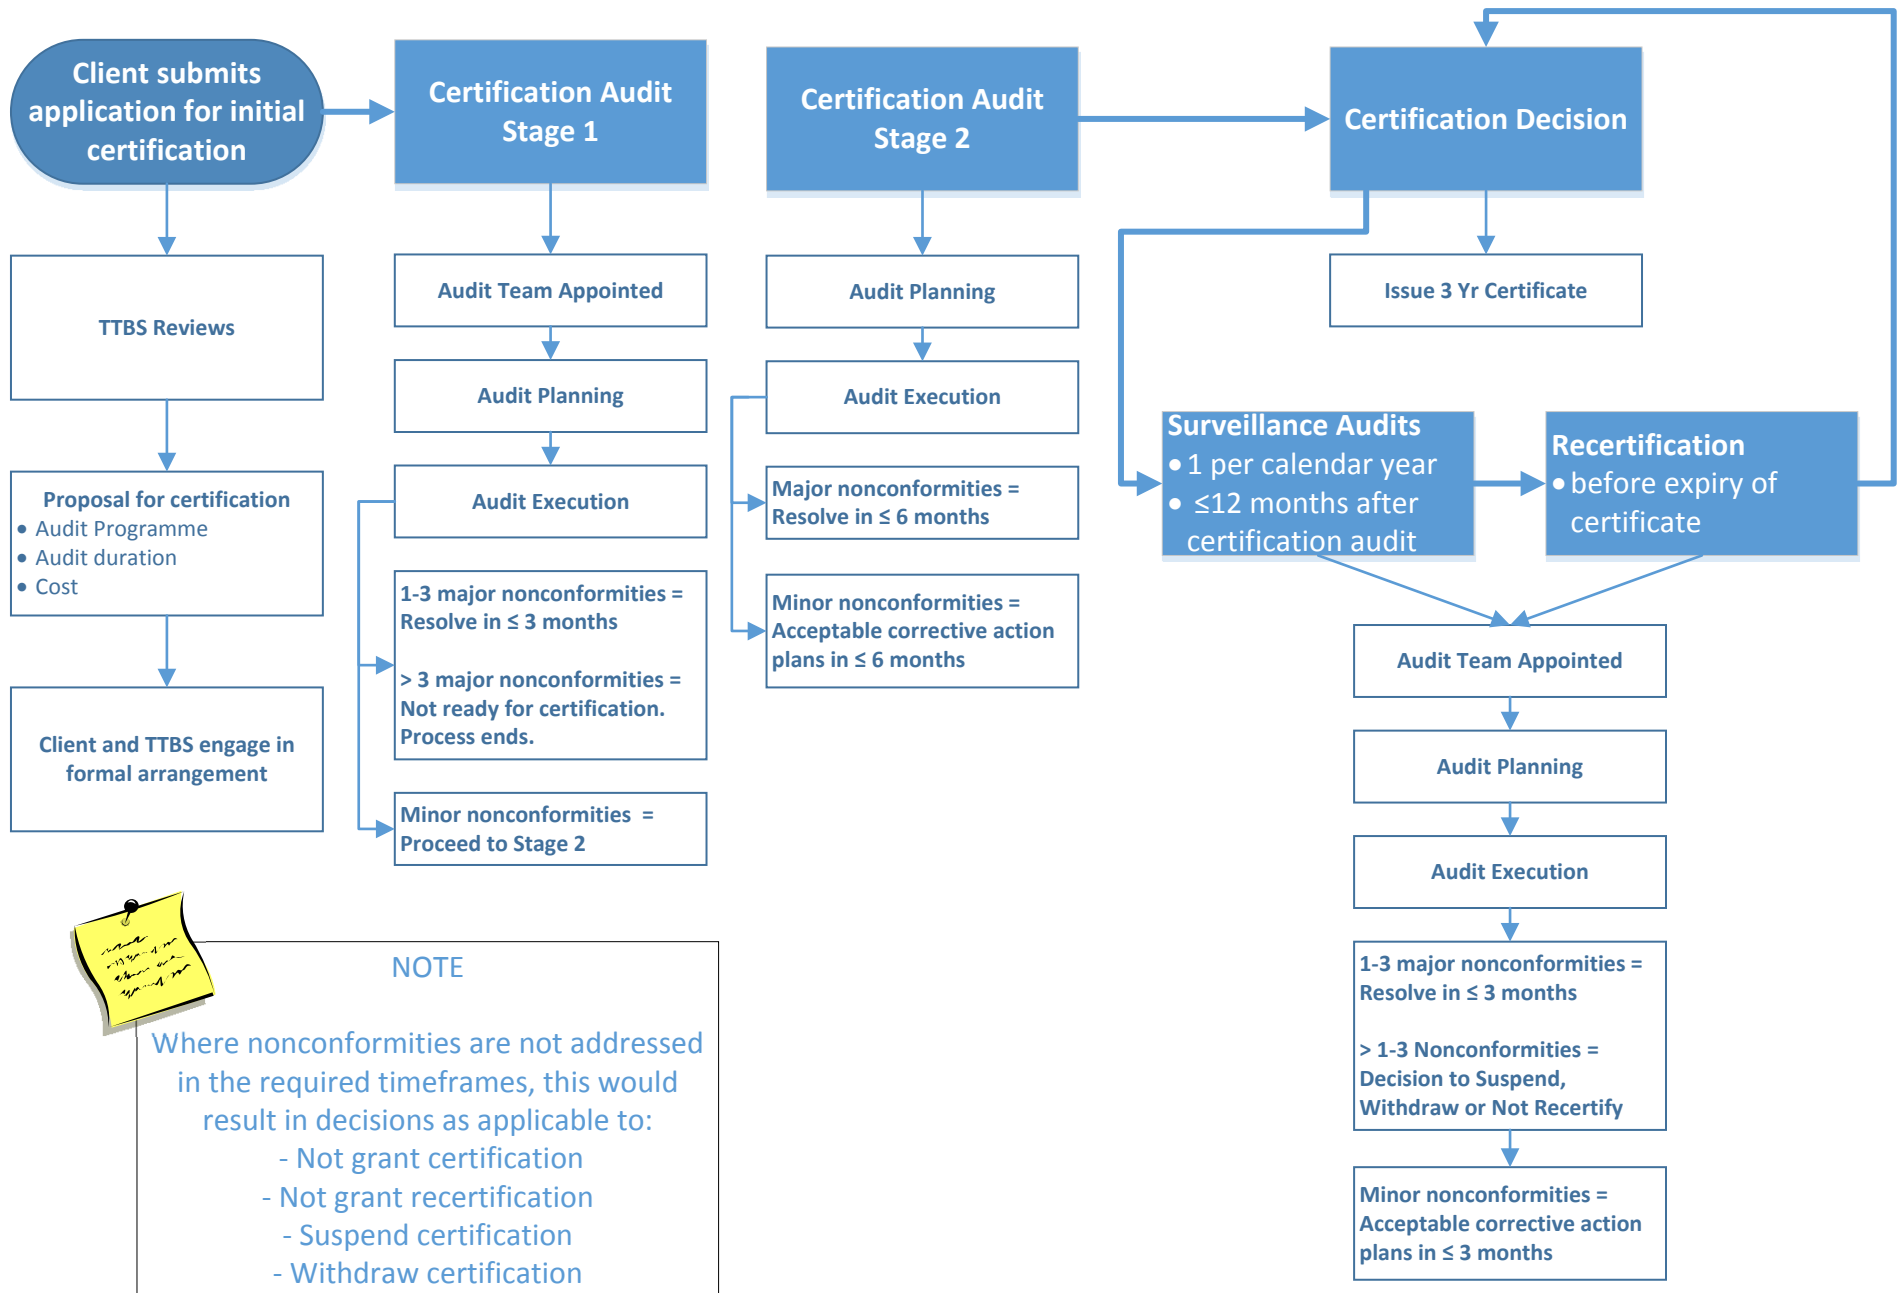 Client submits
application for initial
certification
TTBS Reviews
Proposal for certification
• Audit Programme
• Audit duration
• Cost
Client and TTBS engage in
formal arrangement
Certification Audit
Stage 1
Audit Team Appointed
Audit Planning
Audit Execution
1-3 major nonconformities =
Resolve in ≤ 3 months
> 3 major nonconformities =
Not ready for certification.
Process ends.
Minor nonconformities =
Proceed to Stage 2
Certification Audit
Stage 2
Audit Planning
Audit Execution
Major nonconformities =
Resolve in ≤ 6 months
Minor nonconformities =
Acceptable corrective action
plans in ≤ 6 months
Certification Decision
Issue 3 Yr Certificate
Surveillance Audits
• 1 per calendar year
• ≤12 months after
certification audit
Recertification
• before expiry of
certificate
Audit Team Appointed
Audit Planning
Audit Execution
1-3 major nonconformities =
Resolve in ≤ 3 months
> 1-3 Nonconformities =
Decision to Suspend,
Withdraw or Not Recertify
Minor nonconformities =
Acceptable corrective action
plans in ≤ 3 months
NOTE
Where nonconformities are not addressed
in the required timeframes, this would
result in decisions as applicable to:
- Not grant certification
- Not grant recertification
- Suspend certification
- Withdraw certification